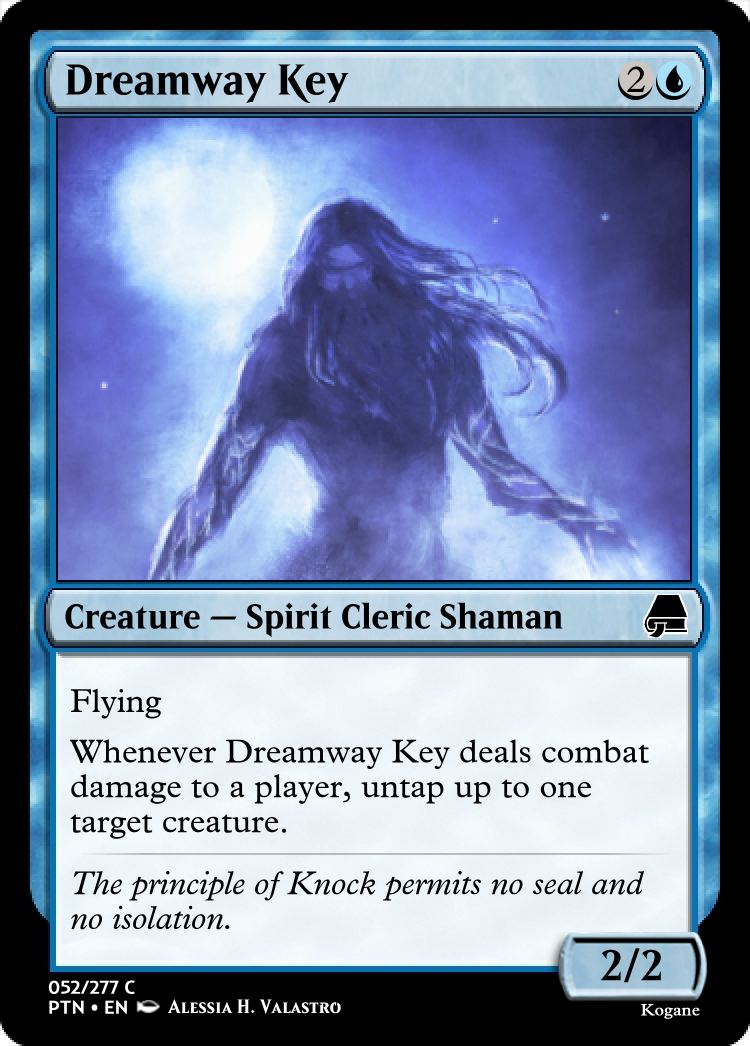 Dreamway Key 2
Creature — Spirit Cleric Shaman
Flying
Whenever Dreamway Key deals combat
damage to a player, untap up to one
target creature.
The principle of Knock permits no seal and
no isolation.
2/2
052/277 C
PTN • EN Alessia H. Valastro
Kogane